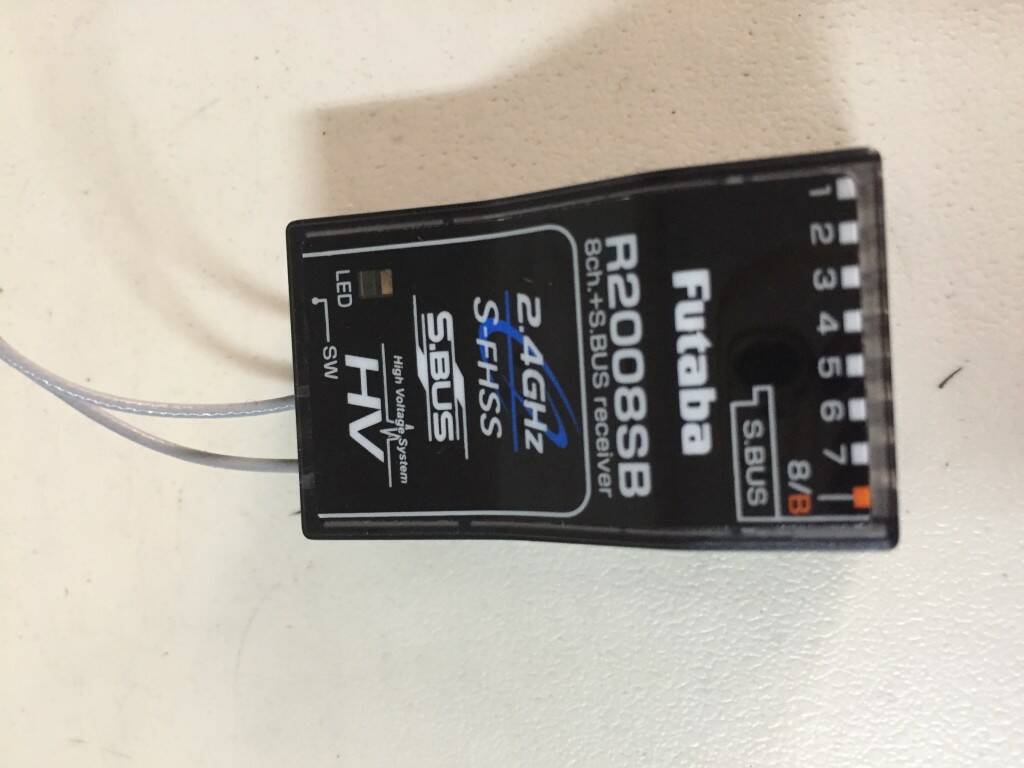 1 2 3 4 5 6 7 8/B
S.BUS
Futaba
R2008SB
8ch.+S.BUS receiver
2.4GHz
S-FHSS
S.BUS
High Voltage System
HV
LED
SW